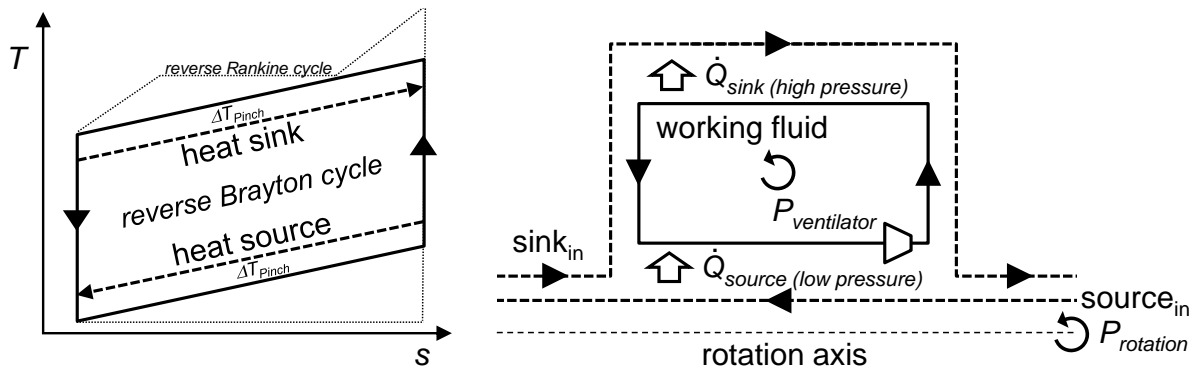 T
reverse Rankine cycle
ΔT_Pinch
heat sink
reverse Brayton cycle
heat source
ΔT_Pinch
s
Q̇_sink (high pressure)
working fluid
P_ventilator
sink_in
Q̇_source (low pressure)
source_in
rotation axis
P_rotation